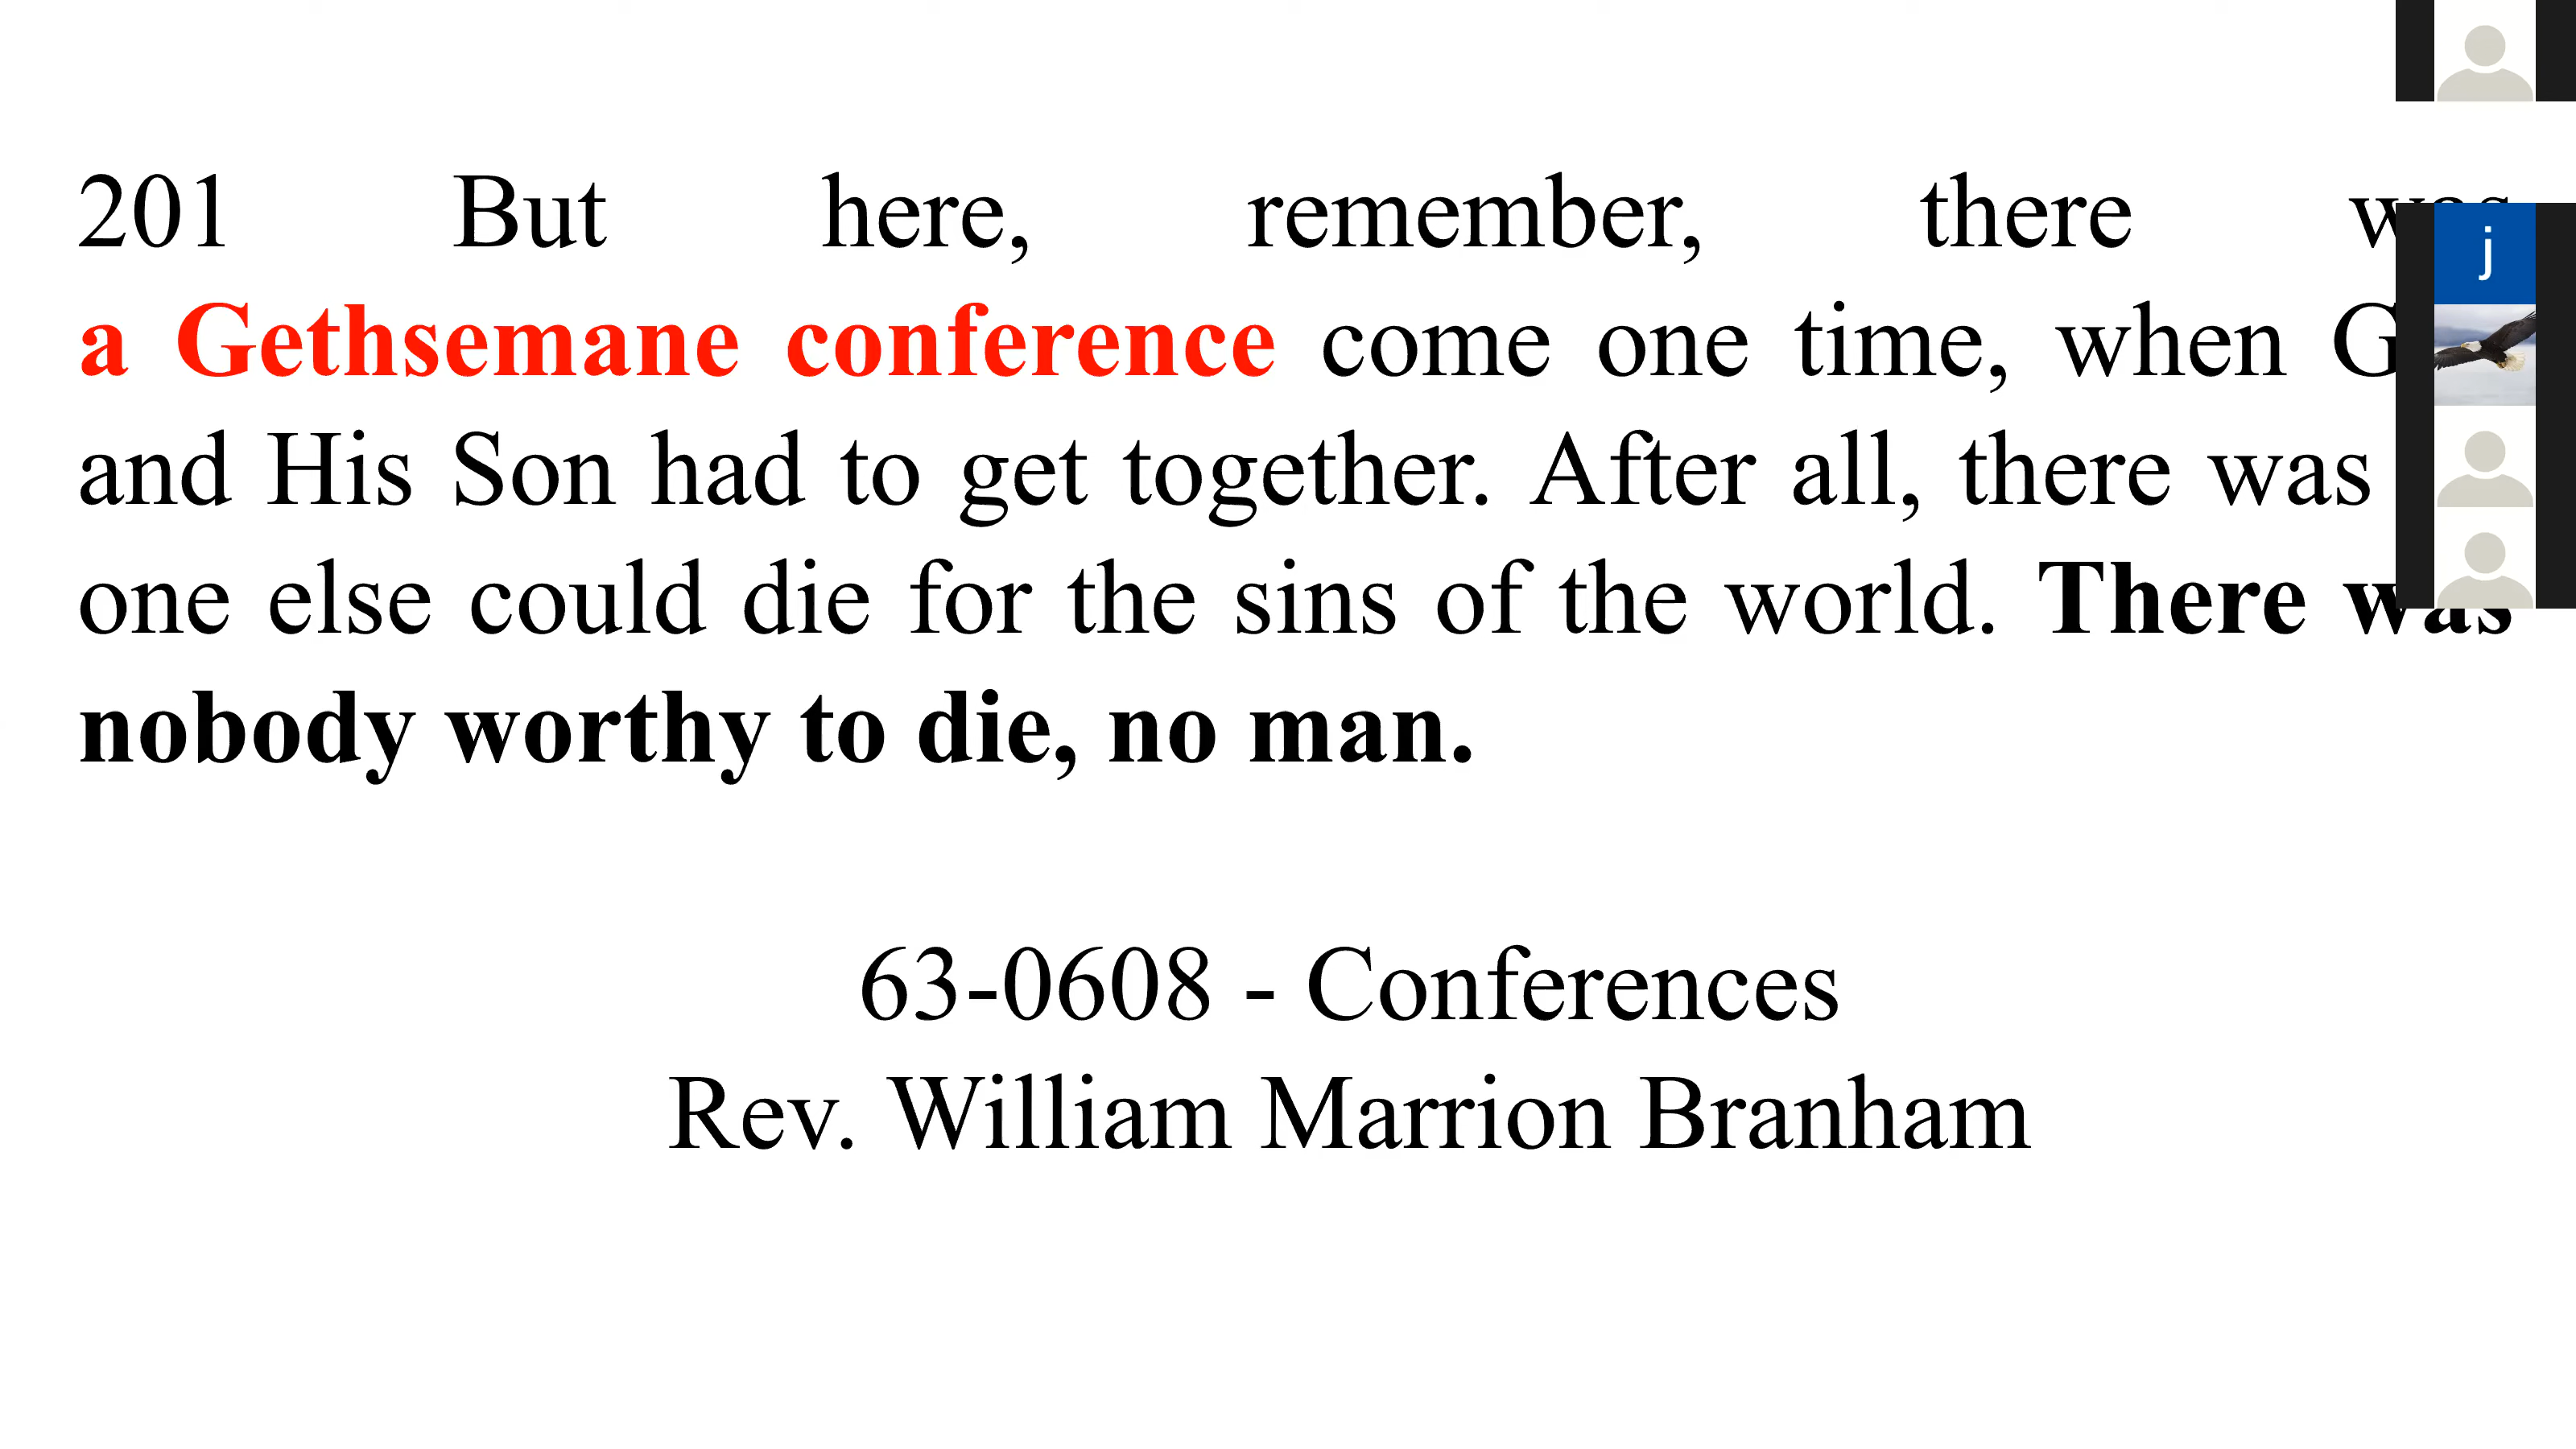 201 But here, remember, there was
a Gethsemane conference come one time, when
and His Son had to get together. After all, there was
one else could die for the sins of the world. There was
nobody worthy to die, no man.
63-0608 - Conferences
Rev. William Marrion Branham
j